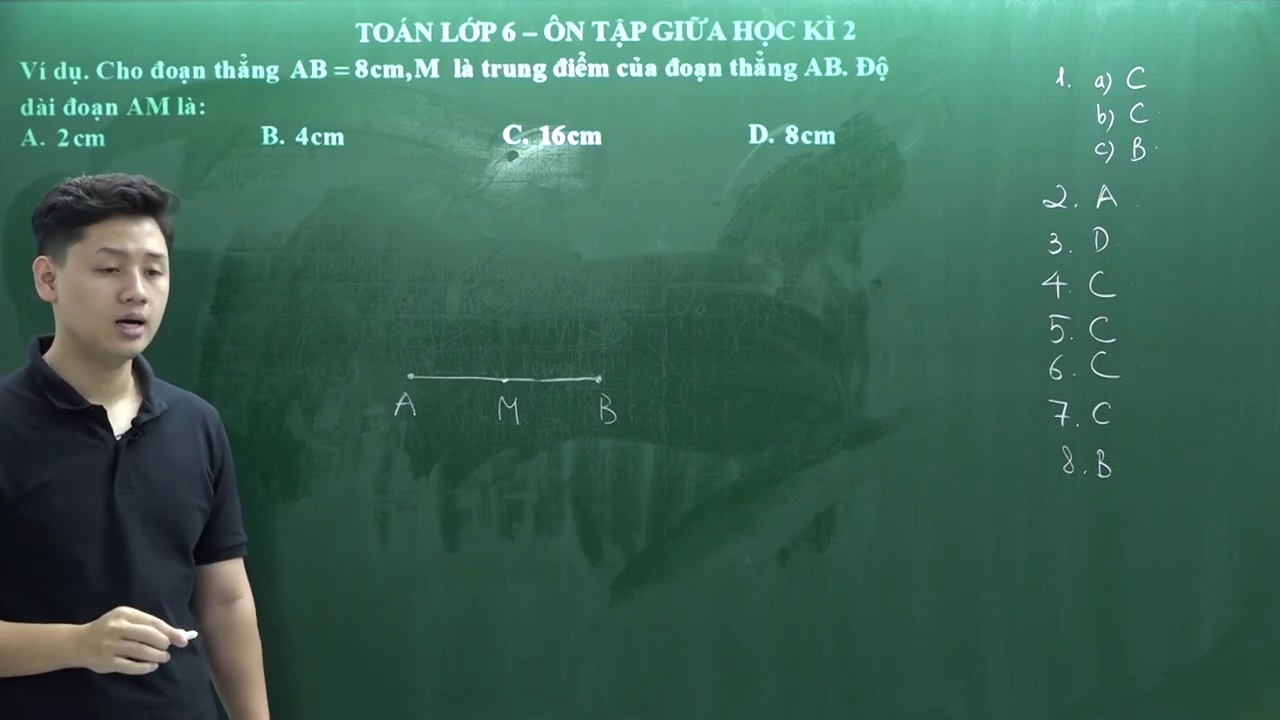 TOÁN LỚP 6 – ÔN TẬP GIỮA HỌC KÌ 2
Ví dụ. Cho đoạn thẳng AB = 8cm, M là trung điểm của đoạn thẳng AB. Độ
dài đoạn AM là:
A. 2cm B. 4cm C. 16cm D. 8cm
A M B
1. a) C
b) C
c) B
2. A
3. D
4. C
5. C
6. C
7. C
8. B